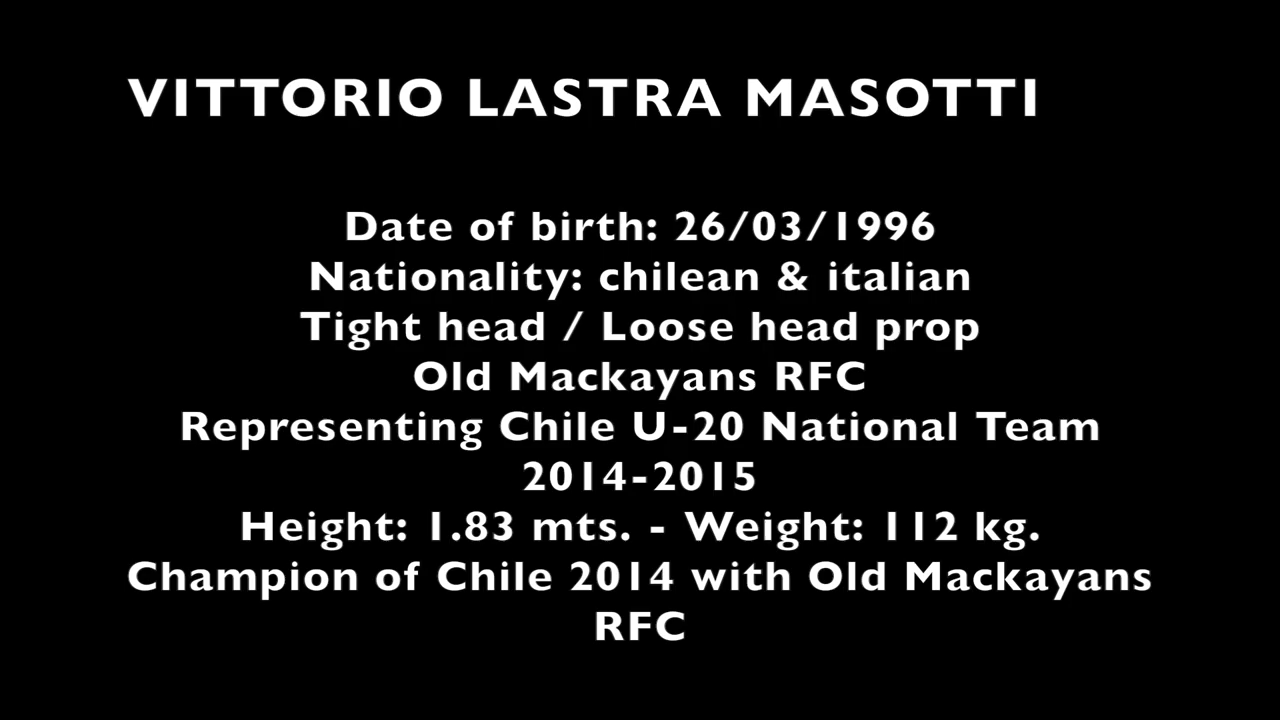 VITTORIO LASTRA MASOTTI
Date of birth: 26/03/1996
Nationality: chilean & italian
Tight head / Loose head prop
Old Mackayans RFC
Representing Chile U-20 National Team
2014-2015
Height: 1.83 mts. - Weight: 112 kg.
Champion of Chile 2014 with Old Mackayans
RFC